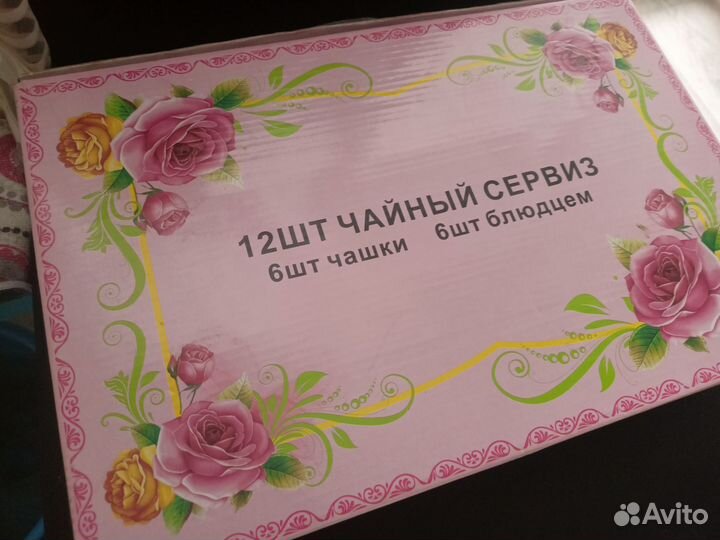 12ШТ ЧАЙНЫЙ СЕРВИЗ
6шт чашки 6шт блюдцем
Avito